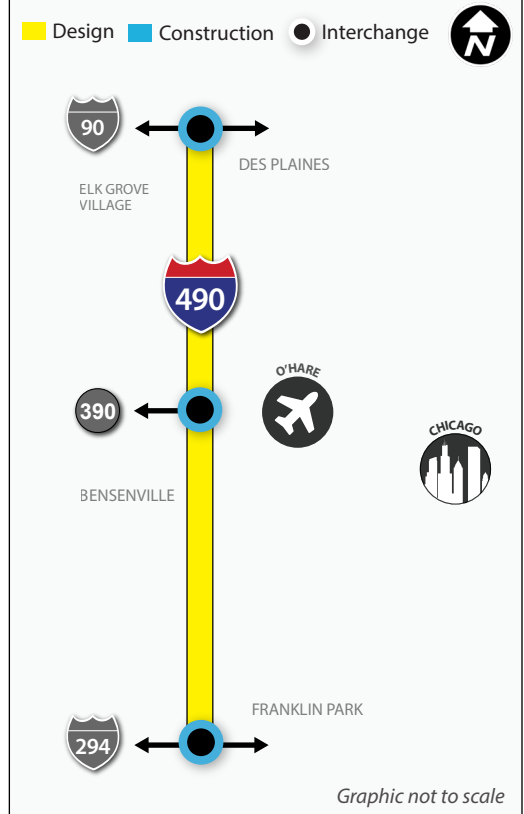 Design Construction Interchange
N
90
DES PLAINES
ELK GROVE
VILLAGE
490
O'HARE
390
CHICAGO
BENSENVILLE
FRANKLIN PARK
294
Graphic not to scale